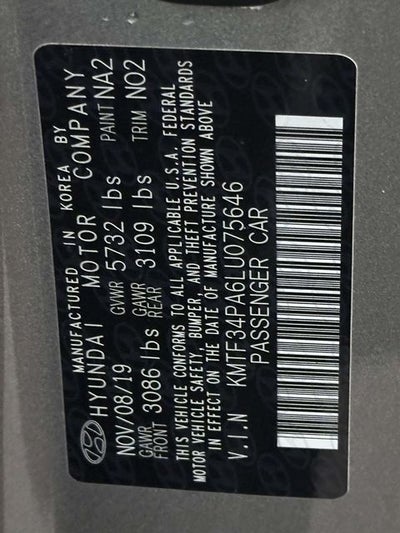 MANUFACTURED IN KOREA BY
HYUNDAI MOTOR COMPANY
NOV/08/19 GVWR 5732 lbs PAINT NA2
GAWR FRONT 3086 lbs GAWR REAR 3109 lbs TRIM NO2
THIS VEHICLE CONFORMS TO ALL APPLICABLE U.S.A. FEDERAL
MOTOR VEHICLE SAFETY, BUMPER, AND THEFT PREVENTION STANDARDS
IN EFFECT ON THE DATE OF MANUFACTURE SHOWN ABOVE
V.I.N KMTF34PA6LU075646
PASSENGER CAR